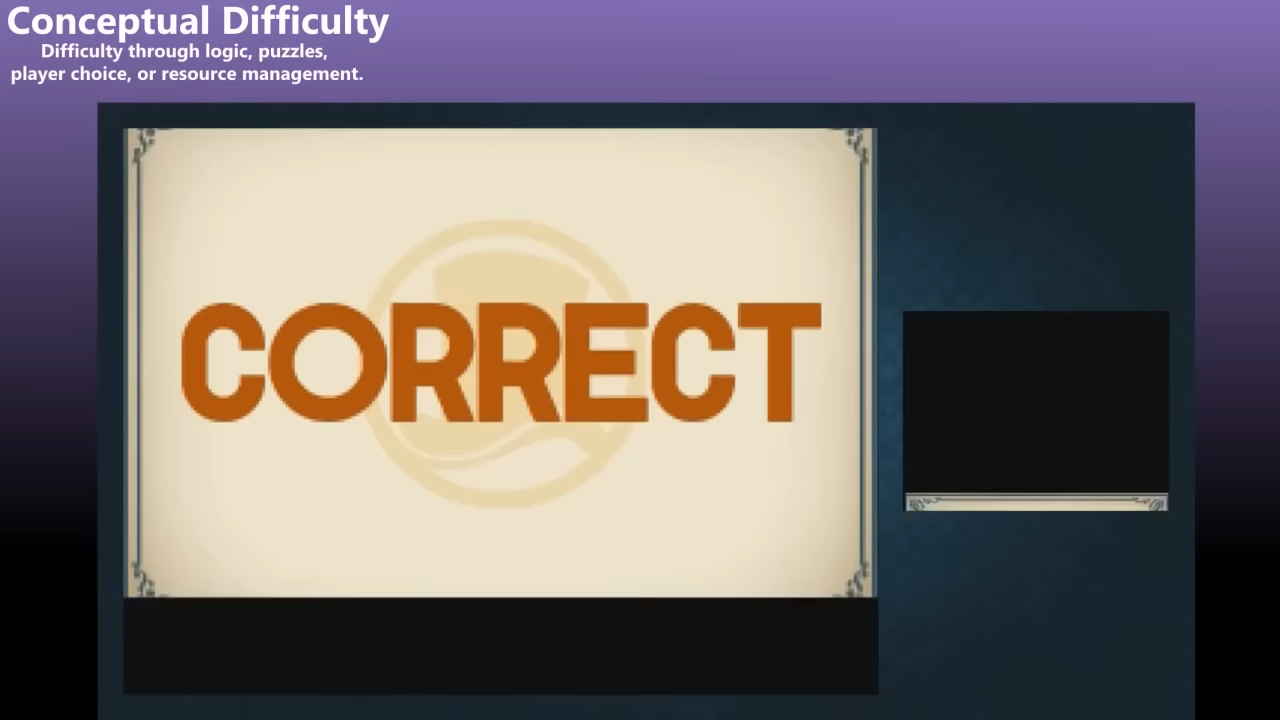 Conceptual Difficulty
Difficulty through logic, puzzles,
player choice, or resource management.
CORRECT